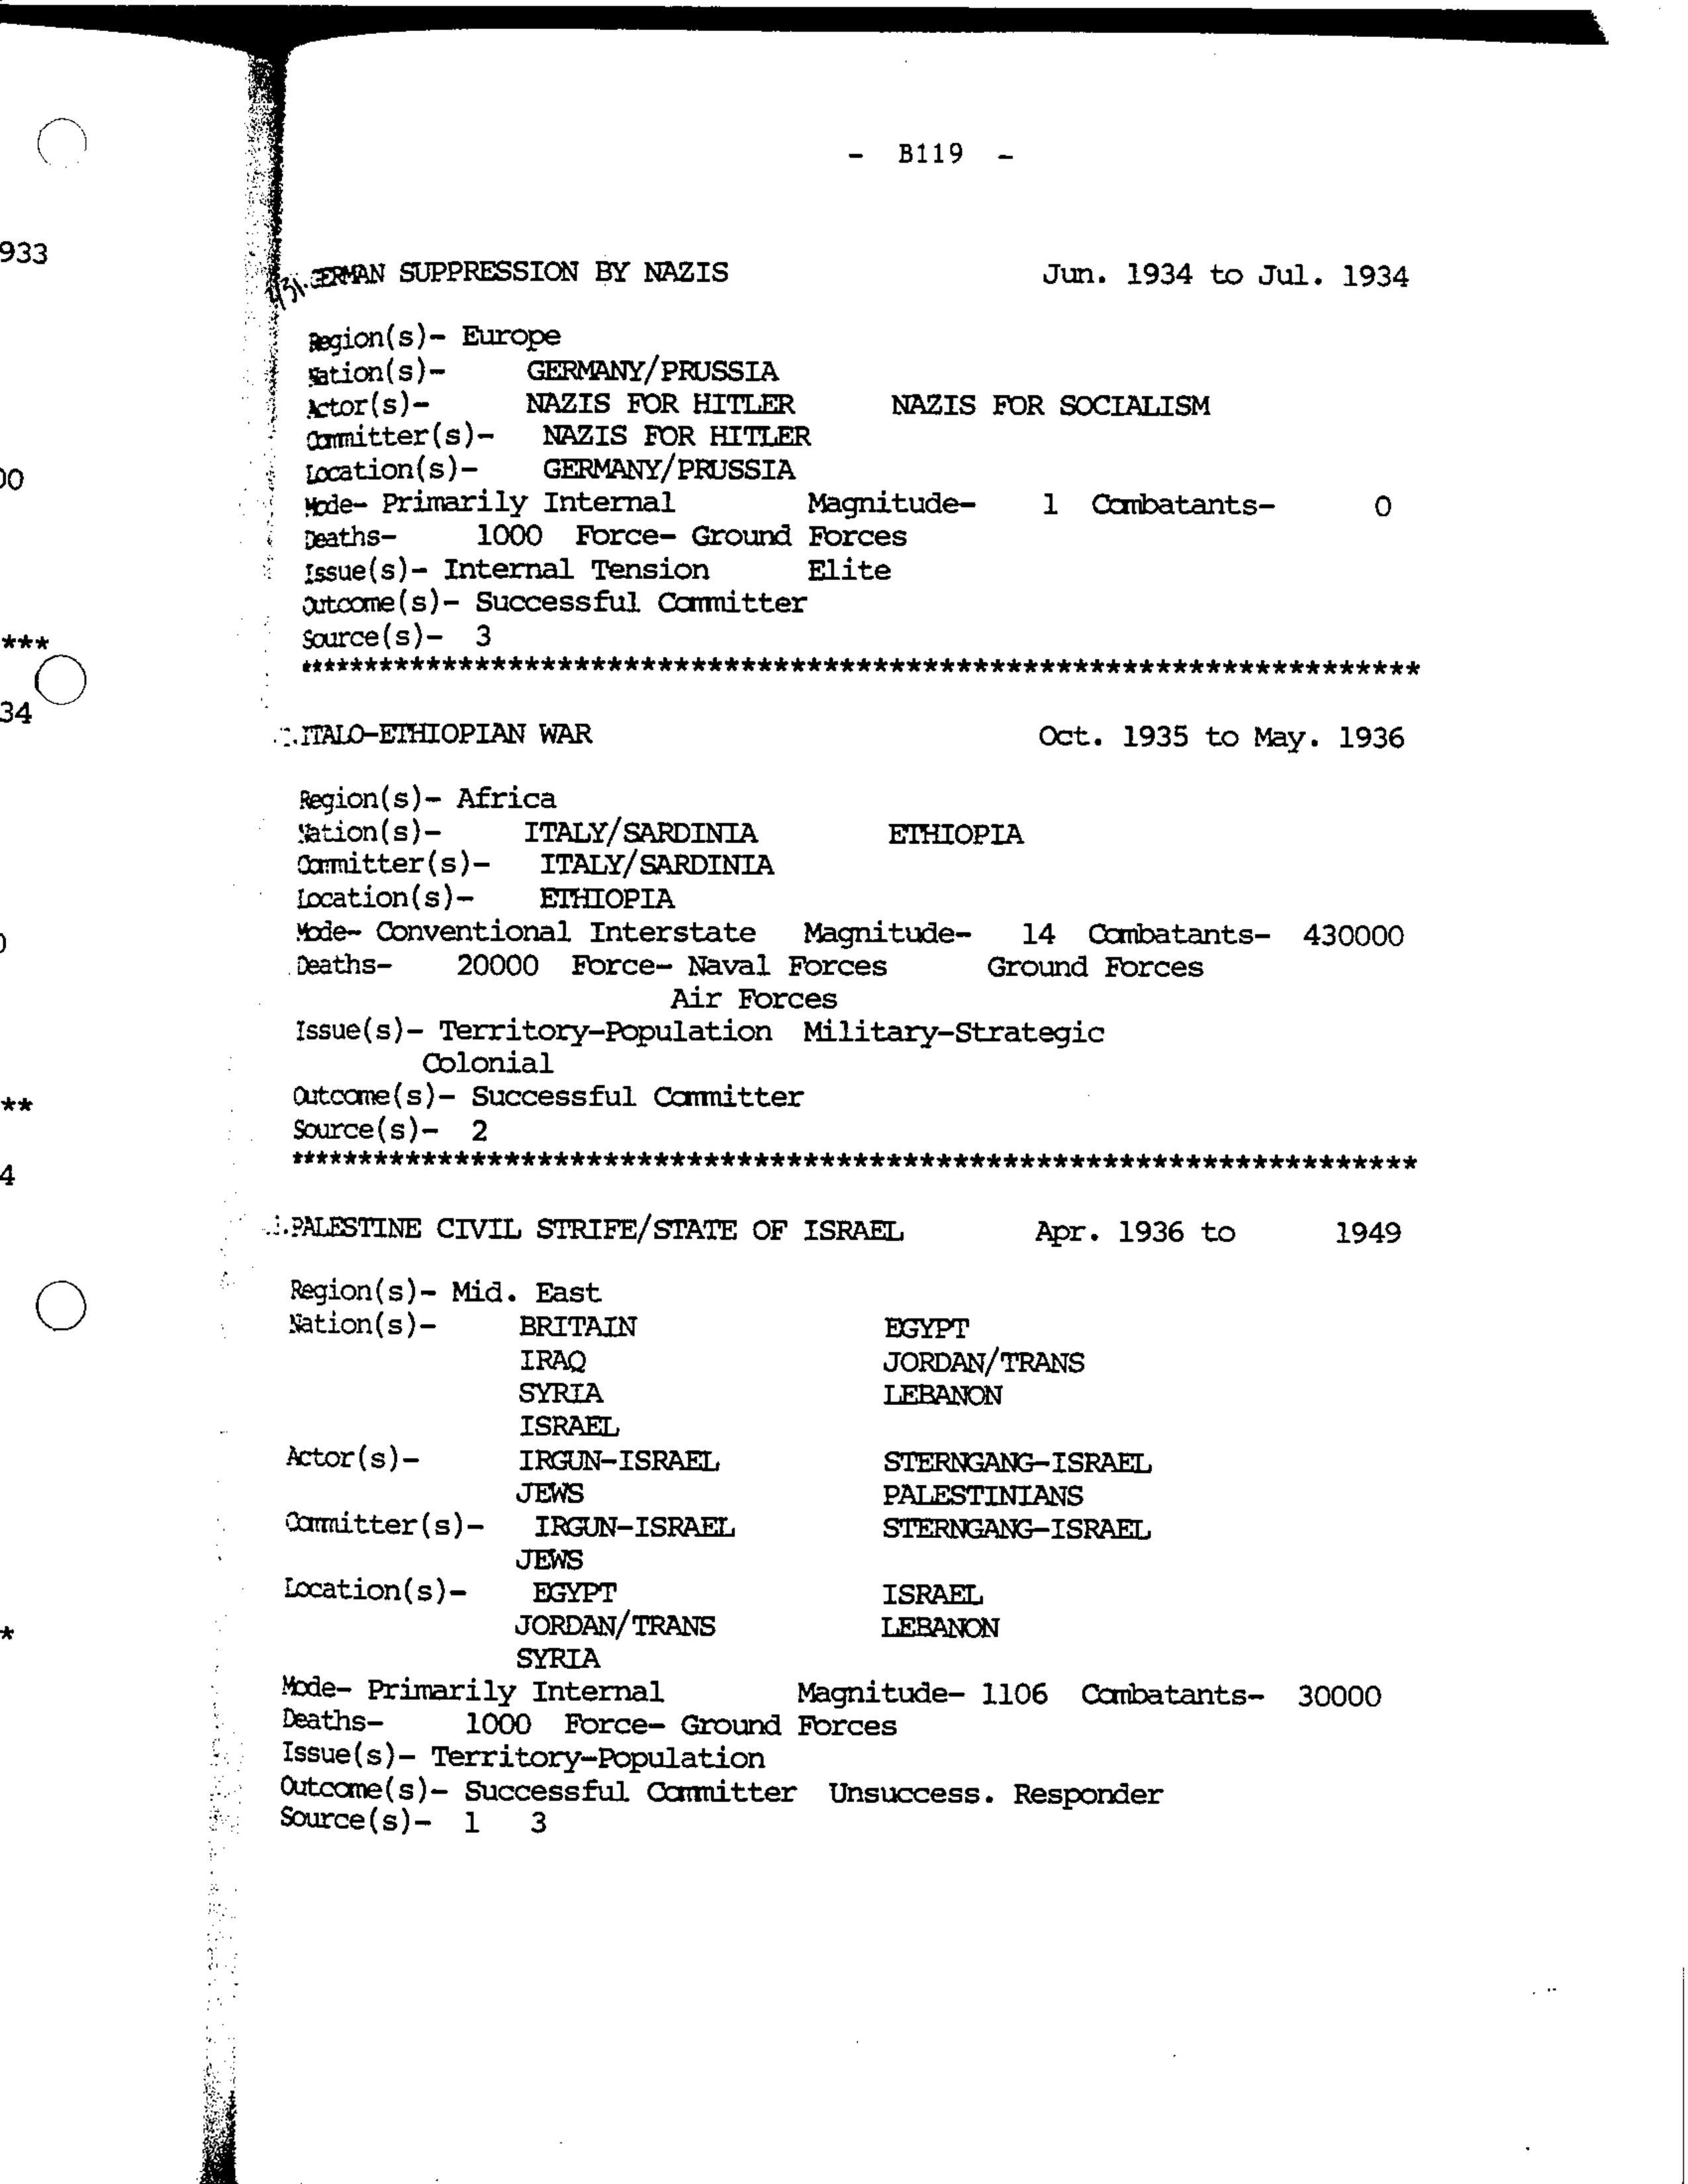 - B119 -
933
GERMAN SUPPRESSION BY NAZIS Jun. 1934 to Jul. 1934
Region(s)- Europe
Nation(s)- GERMANY/PRUSSIA
Actor(s)- NAZIS FOR HITLER NAZIS FOR SOCIALISM
Committer(s)- NAZIS FOR HITLER
Location(s)- GERMANY/PRUSSIA
Mode- Primarily Internal Magnitude- 1 Combatants- 0
Deaths- 1000 Force- Ground Forces
Issue(s)- Internal Tension Elite
Outcome(s)- Successful Committer
Source(s)- 3
***
34
ITALO-ETHIOPIAN WAR Oct. 1935 to May. 1936
Region(s)- Africa
Nation(s)- ITALY/SARDINIA ETHIOPIA
Committer(s)- ITALY/SARDINIA
Location(s)- ETHIOPIA
Mode- Conventional Interstate Magnitude- 14 Combatants- 430000
Deaths- 20000 Force- Naval Forces Ground Forces
Air Forces
Issue(s)- Territory-Population Military-Strategic
Colonial
Outcome(s)- Successful Committer
Source(s)- 2
**
4
PALESTINE CIVIL STRIFE/STATE OF ISRAEL Apr. 1936 to 1949
Region(s)- Mid. East
Nation(s)- BRITAIN EGYPT
IRAQ JORDAN/TRANS
SYRIA LEBANON
ISRAEL
Actor(s)- IRGUN-ISRAEL STERNGANG-ISRAEL
JEWS PALESTINIANS
Committer(s)- IRGUN-ISRAEL STERNGANG-ISRAEL
JEWS
Location(s)- EGYPT ISRAEL
JORDAN/TRANS LEBANON
SYRIA
Mode- Primarily Internal Magnitude- 1106 Combatants- 30000
Deaths- 1000 Force- Ground Forces
Issue(s)- Territory-Population
Outcome(s)- Successful Committer Unsuccess. Responder
Source(s)- 1 3